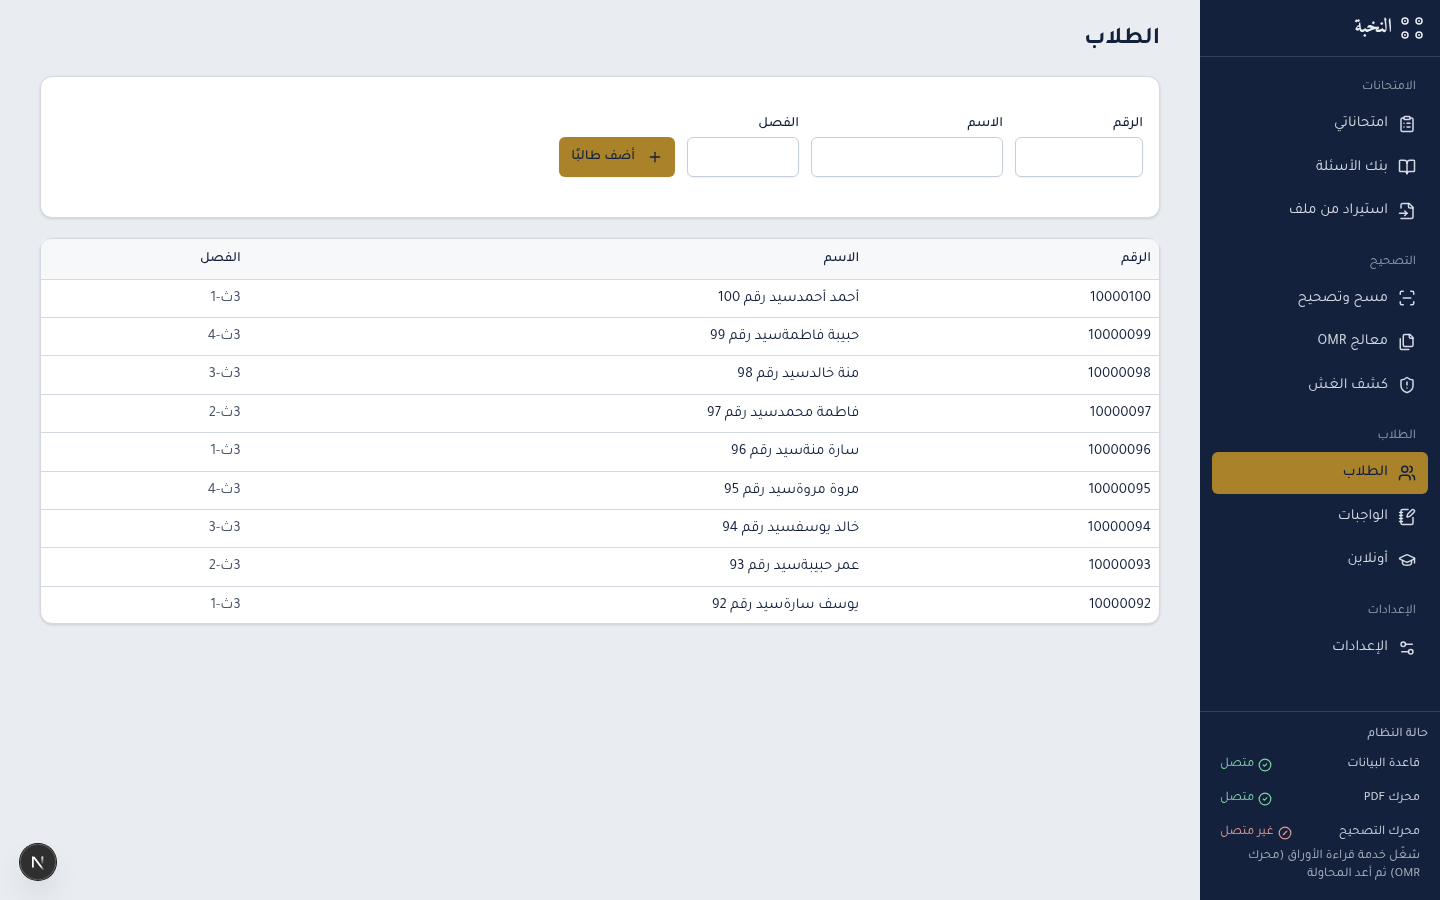 النخبة
الامتحانات
امتحاناتي
بنك الأسئلة
استيراد من ملف
التصحيح
مسح وتصحيح
معالج OMR
كشف الغش
الطلاب
الطلاب
الواجبات
أونلاين
الإعدادات
الإعدادات
حالة النظام
قاعدة البيانات متصل
محرك PDF متصل
محرك التصحيح غير متصل
شغّل خدمة قراءة الأوراق (محرك
OMR) ثم أعد المحاولة
الطلاب
الرقم الاسم الفصل
أضف طالبًا
الرقم الاسم الفصل
10000100 أحمد أحمدسيد رقم 100 3ث-1
10000099 حبيبة فاطمةسيد رقم 99 3ث-4
10000098 منة خالدسيد رقم 98 3ث-3
10000097 فاطمة محمدسيد رقم 97 3ث-2
10000096 سارة منةسيد رقم 96 3ث-1
10000095 مروة مروةسيد رقم 95 3ث-4
10000094 خالد يوسفسيد رقم 94 3ث-3
10000093 عمر حبيبةسيد رقم 93 3ث-2
10000092 يوسف سارةسيد رقم 92 3ث-1
N